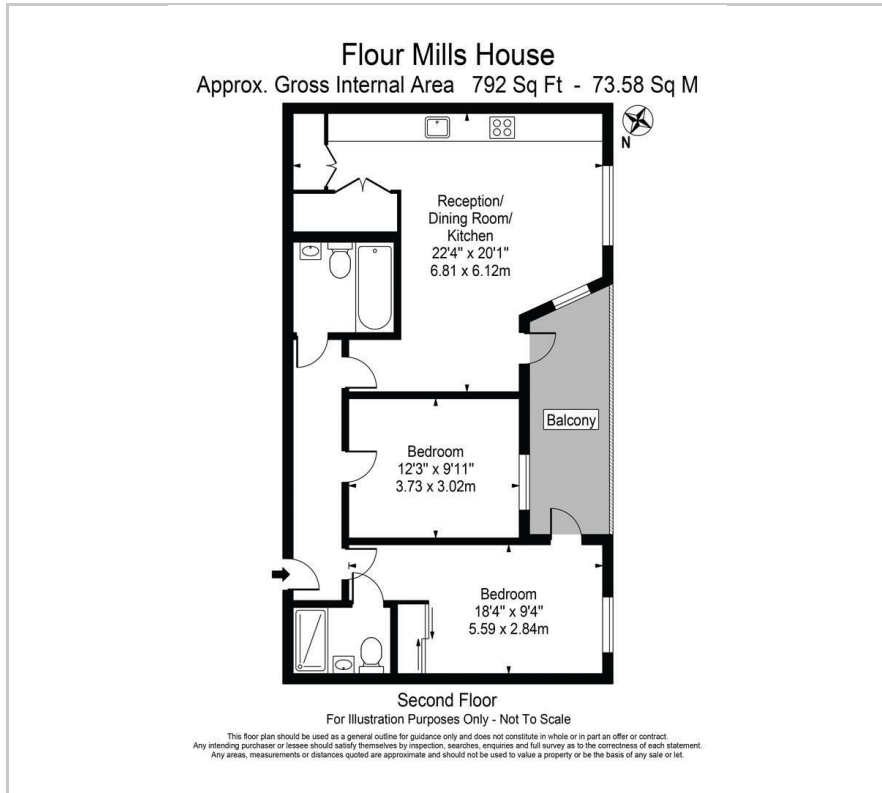 Flour Mills House
Approx. Gross Internal Area 792 Sq Ft - 73.58 Sq M
N
Reception/
Dining Room/
Kitchen
22'4" x 20'1"
6.81 x 6.12m
Balcony
Bedroom
12'3" x 9'11"
3.73 x 3.02m
Bedroom
18'4" x 9'4"
5.59 x 2.84m
Second Floor
For Illustration Purposes Only - Not To Scale
This floor plan should be used as a general outline for guidance only and does not constitute in whole or in part an offer or contract.
Any intending purchaser or lessee should satisfy themselves by inspection, searches, enquiries and full survey as to the correctness of each statement.
Any areas, measurements or distances quoted are approximate and should not be used to value a property or be the basis of any sale or let.